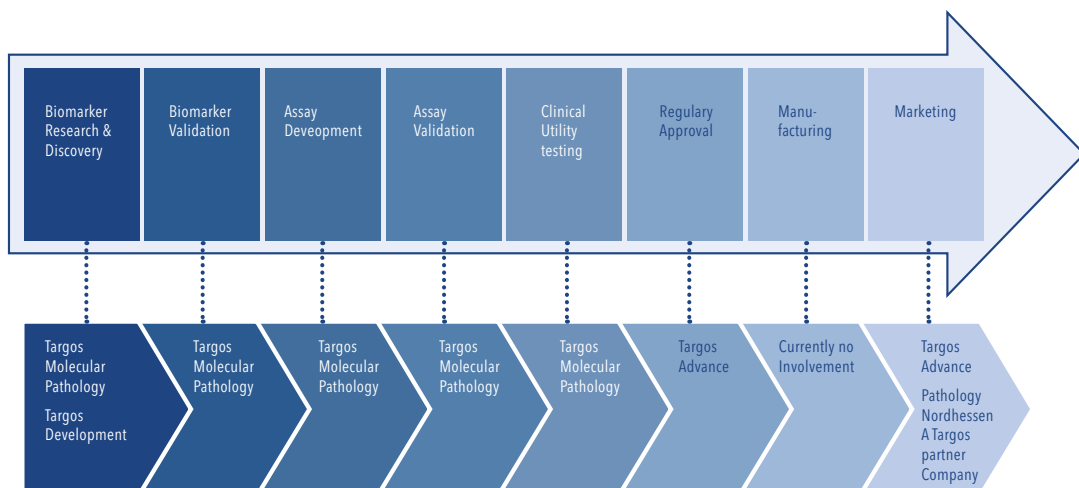 Biomarker
Research &
Discovery
Biomarker
Validation
Assay
Deveopment
Assay
Validation
Clinical
Utility
testing
Regulary
Approval
Manu-
facturing
Marketing
Targos
Molecular
Pathology
Targos
Development
Targos
Molecular
Pathology
Targos
Molecular
Pathology
Targos
Molecular
Pathology
Targos
Molecular
Pathology
Targos
Advance
Currently no
Involvement
Targos
Advance
Pathology
Nordhessen
A Targos
partner
Company